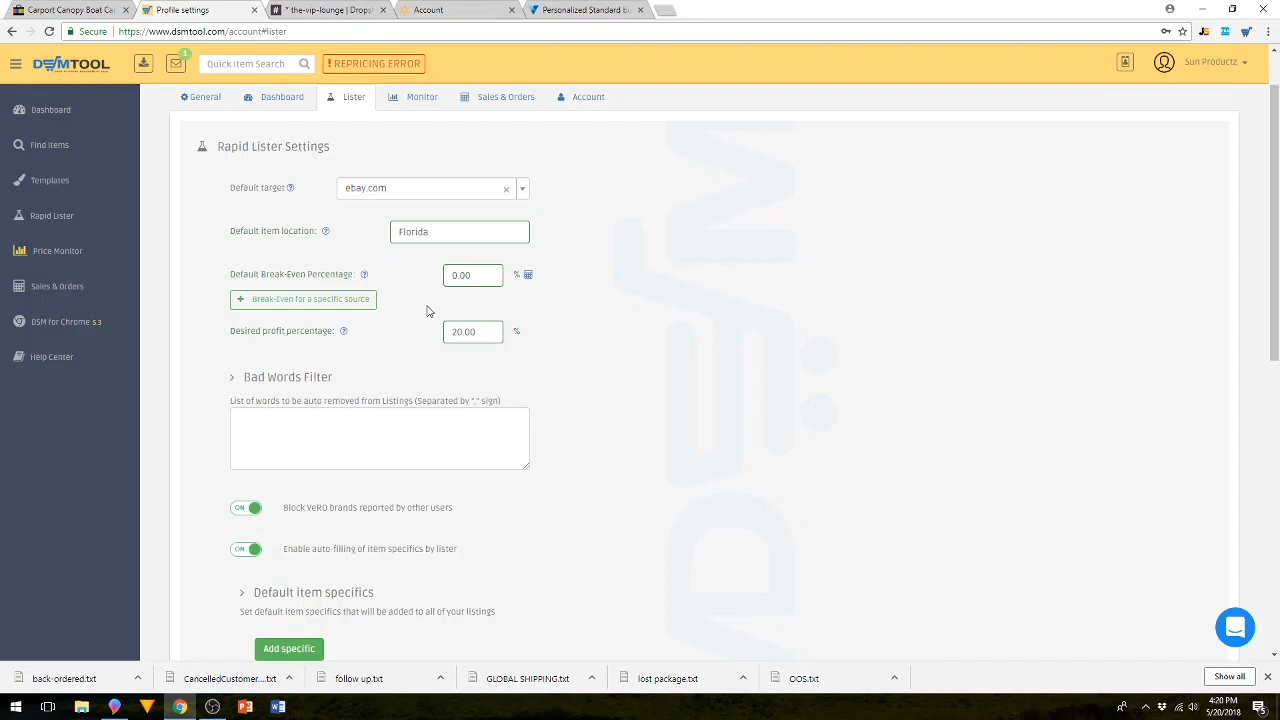 Carport Canopy Boat Ca
Profile settings
* the-vip-lounge | Drops
Account
Personalized Standard bu
Secure
https://www.dsmtool.com/account#lister
DSMTOOL
1
Quick Item Search
! REPRICING ERROR
Sun Productz
Dashboard
Find Items
Templates
Rapid Lister
Price Monitor
Sales & Orders
DSM for Chrome 5.3
Help Center
General
Dashboard
Lister
Monitor
Sales & Orders
Account
Rapid Lister Settings
Default target
ebay.com
Default item location:
Florida
Default Break-Even Percentage:
0.00
%
+ Break-Even for a specific source
Desired profit percentage:
20.00
%
Bad Words Filter
List of words to be auto removed from Listings (Separated by "," sign)
ON
Block VeRO brands reported by other users
ON
Enable auto-filling of item specifics by lister
Default item specifics
Set default item specifics that will be added to all of your listings
Add specific
back-ordered.txt
CancelledCustomer....txt
follow up.txt
GLOBAL SHIPPING.txt
lost package.txt
OOS.txt
Show all
4:20 PM
5/20/2018